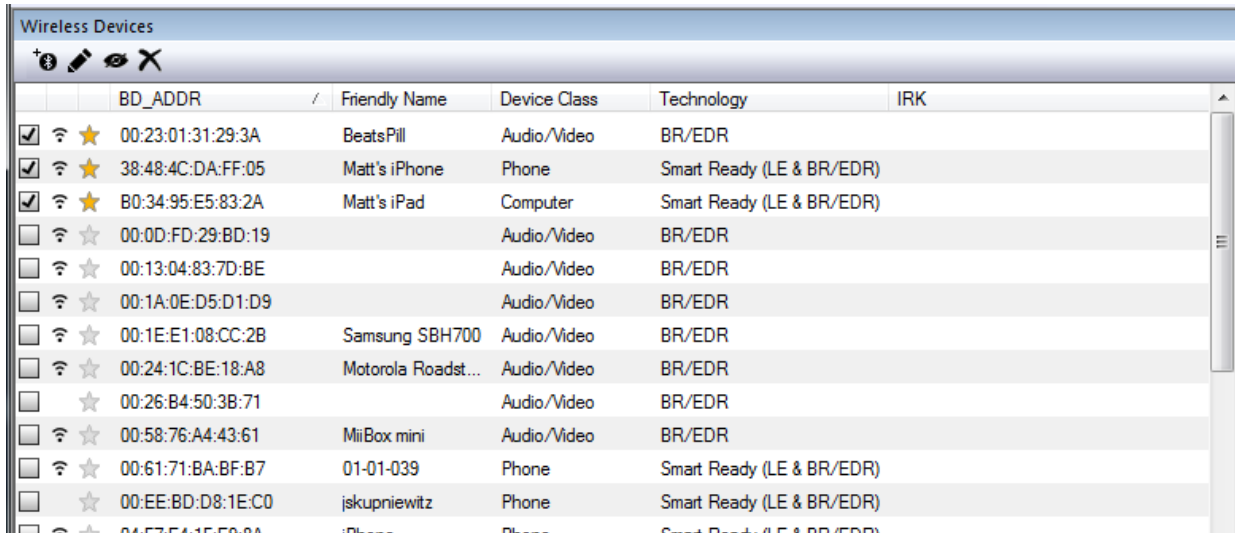 Wireless Devices
BD_ADDR / Friendly Name Device Class Technology IRK
00:23:01:31:29:3A BeatsPill Audio/Video BR/EDR
38:48:4C:DA:FF:05 Matt's iPhone Phone Smart Ready (LE & BR/EDR)
B0:34:95:E5:83:2A Matt's iPad Computer Smart Ready (LE & BR/EDR)
00:0D:FD:29:BD:19 Audio/Video BR/EDR
00:13:04:83:7D:BE Audio/Video BR/EDR
00:1A:0E:D5:D1:D9 Audio/Video BR/EDR
00:1E:E1:08:CC:2B Samsung SBH700 Audio/Video BR/EDR
00:24:1C:BE:18:A8 Motorola Roadst... Audio/Video BR/EDR
00:26:B4:50:3B:71 Audio/Video BR/EDR
00:58:76:A4:43:61 MiiBox mini Audio/Video BR/EDR
00:61:71:BA:BF:B7 01-01-039 Phone Smart Ready (LE & BR/EDR)
00:EE:BD:D8:1E:C0 jskupniewitz Phone Smart Ready (LE & BR/EDR)
iPhone Phone Smart Ready (LE & BR/EDR)